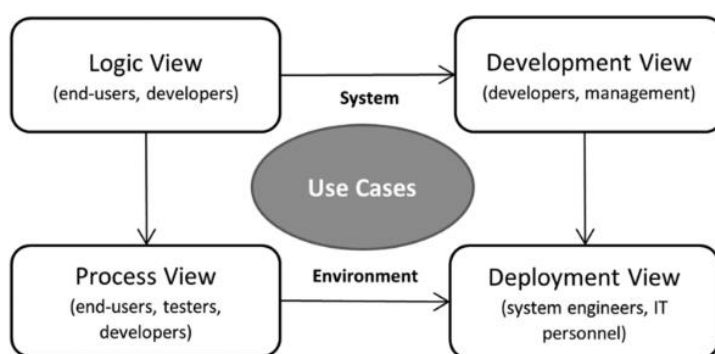 Logic View
(end-users, developers)
System
Development View
(developers, management)
Use Cases
Process View
(end-users, testers,
developers)
Environment
Deployment View
(system engineers, IT
personnel)